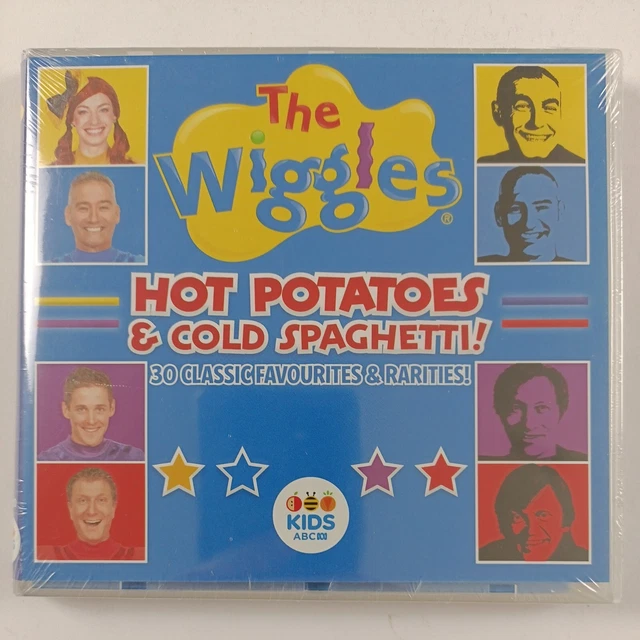 The
Wiggles®
HOT POTATOES
& COLD SPAGHETTI!
30 CLASSIC FAVOURITES & RARITIES!
KIDS
ABC